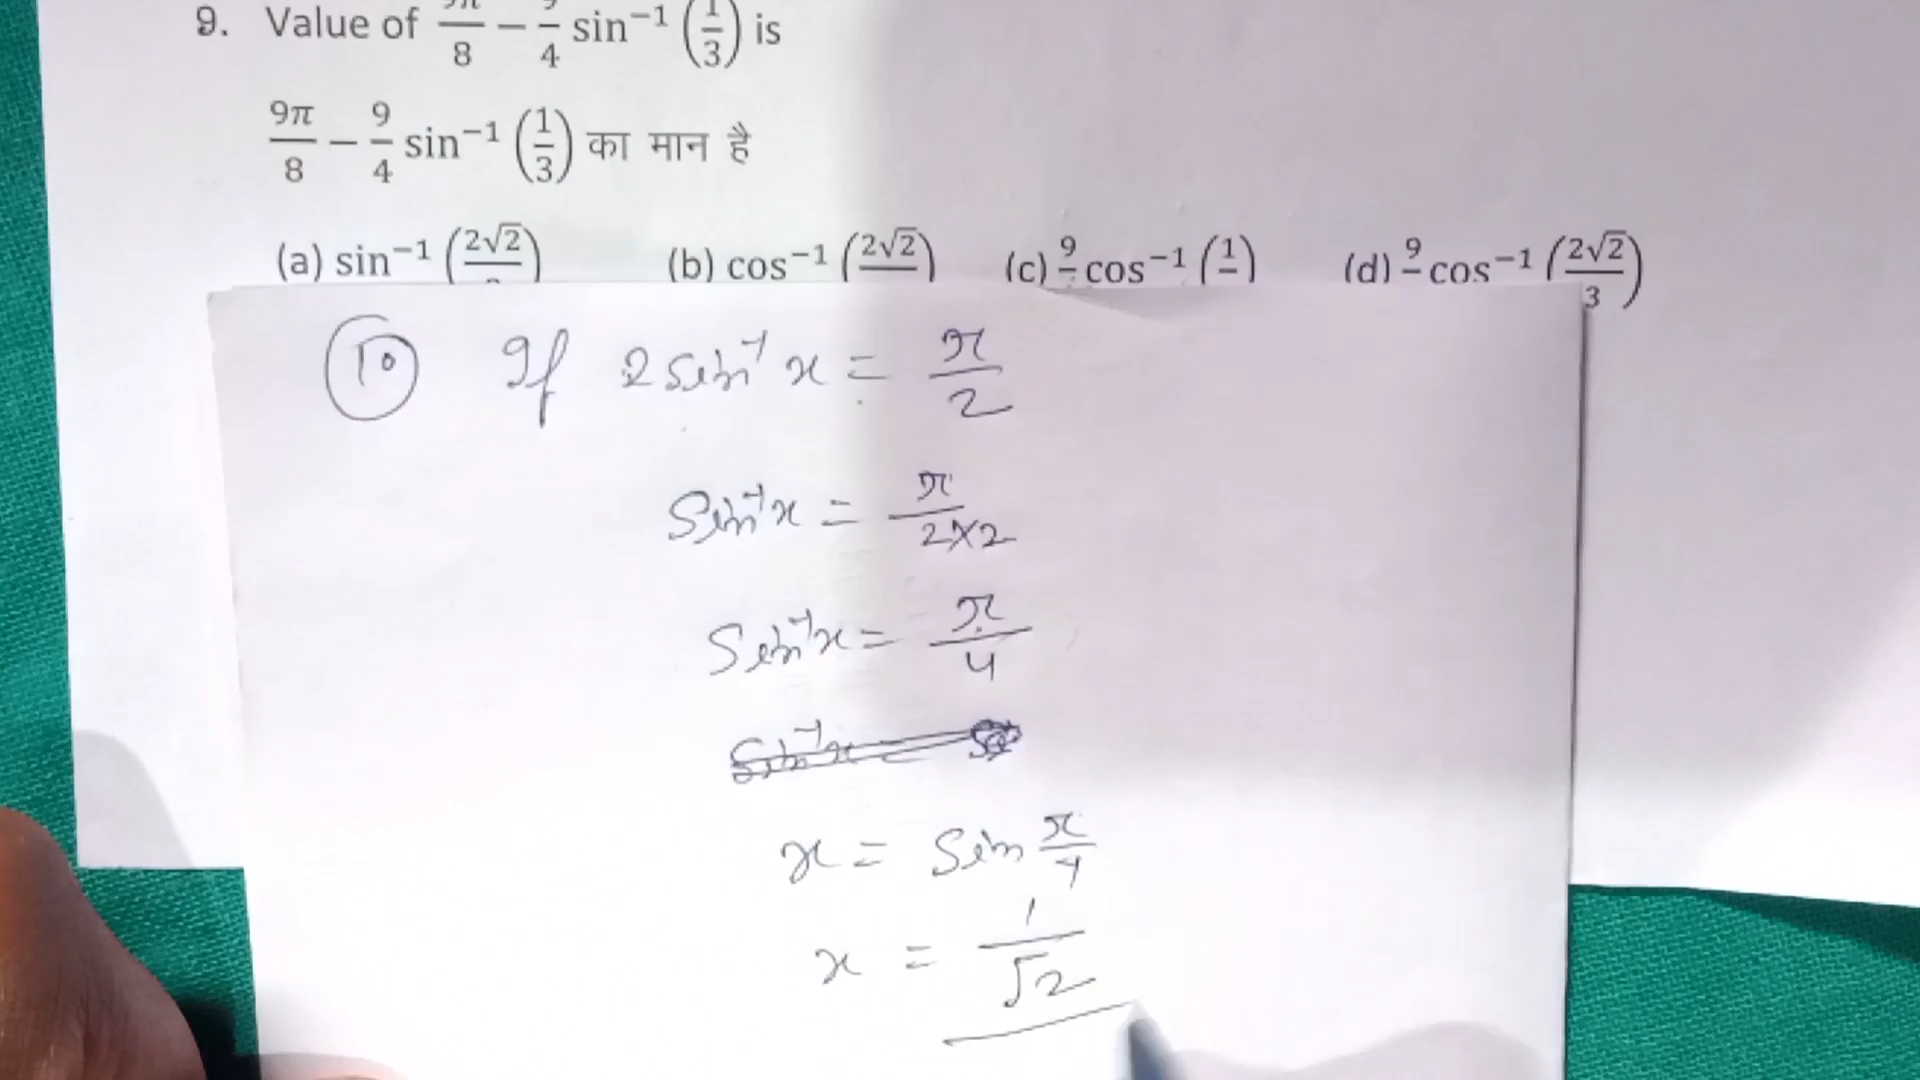 9. Value of 9π/8 − 9/4 sin⁻¹ (1/3) is
9π/8 − 9/4 sin⁻¹ (1/3) का मान है
(a) sin⁻¹ (2√2) (b) cos⁻¹ (2√2) (c) 9 cos⁻¹ (1) (d) 9 cos⁻¹ (2√2/3)
10 If 2 sin⁻¹ x = π/2
Sin⁻¹x = π/2×2
Sin⁻¹x = π/4
x = Sin π/4
x = 1/√2